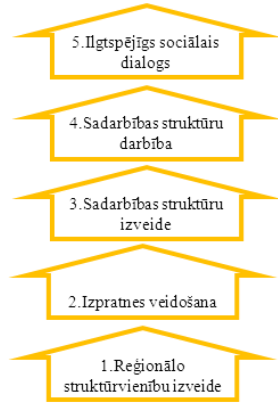 5.Ilgtspējīgs sociālais
dialogs
4.Sadarbības struktūru
darbība
3.Sadarbības struktūru
izveide
2.Izpratnes veidošana
1.Reģionālo
struktūrvienību izveide